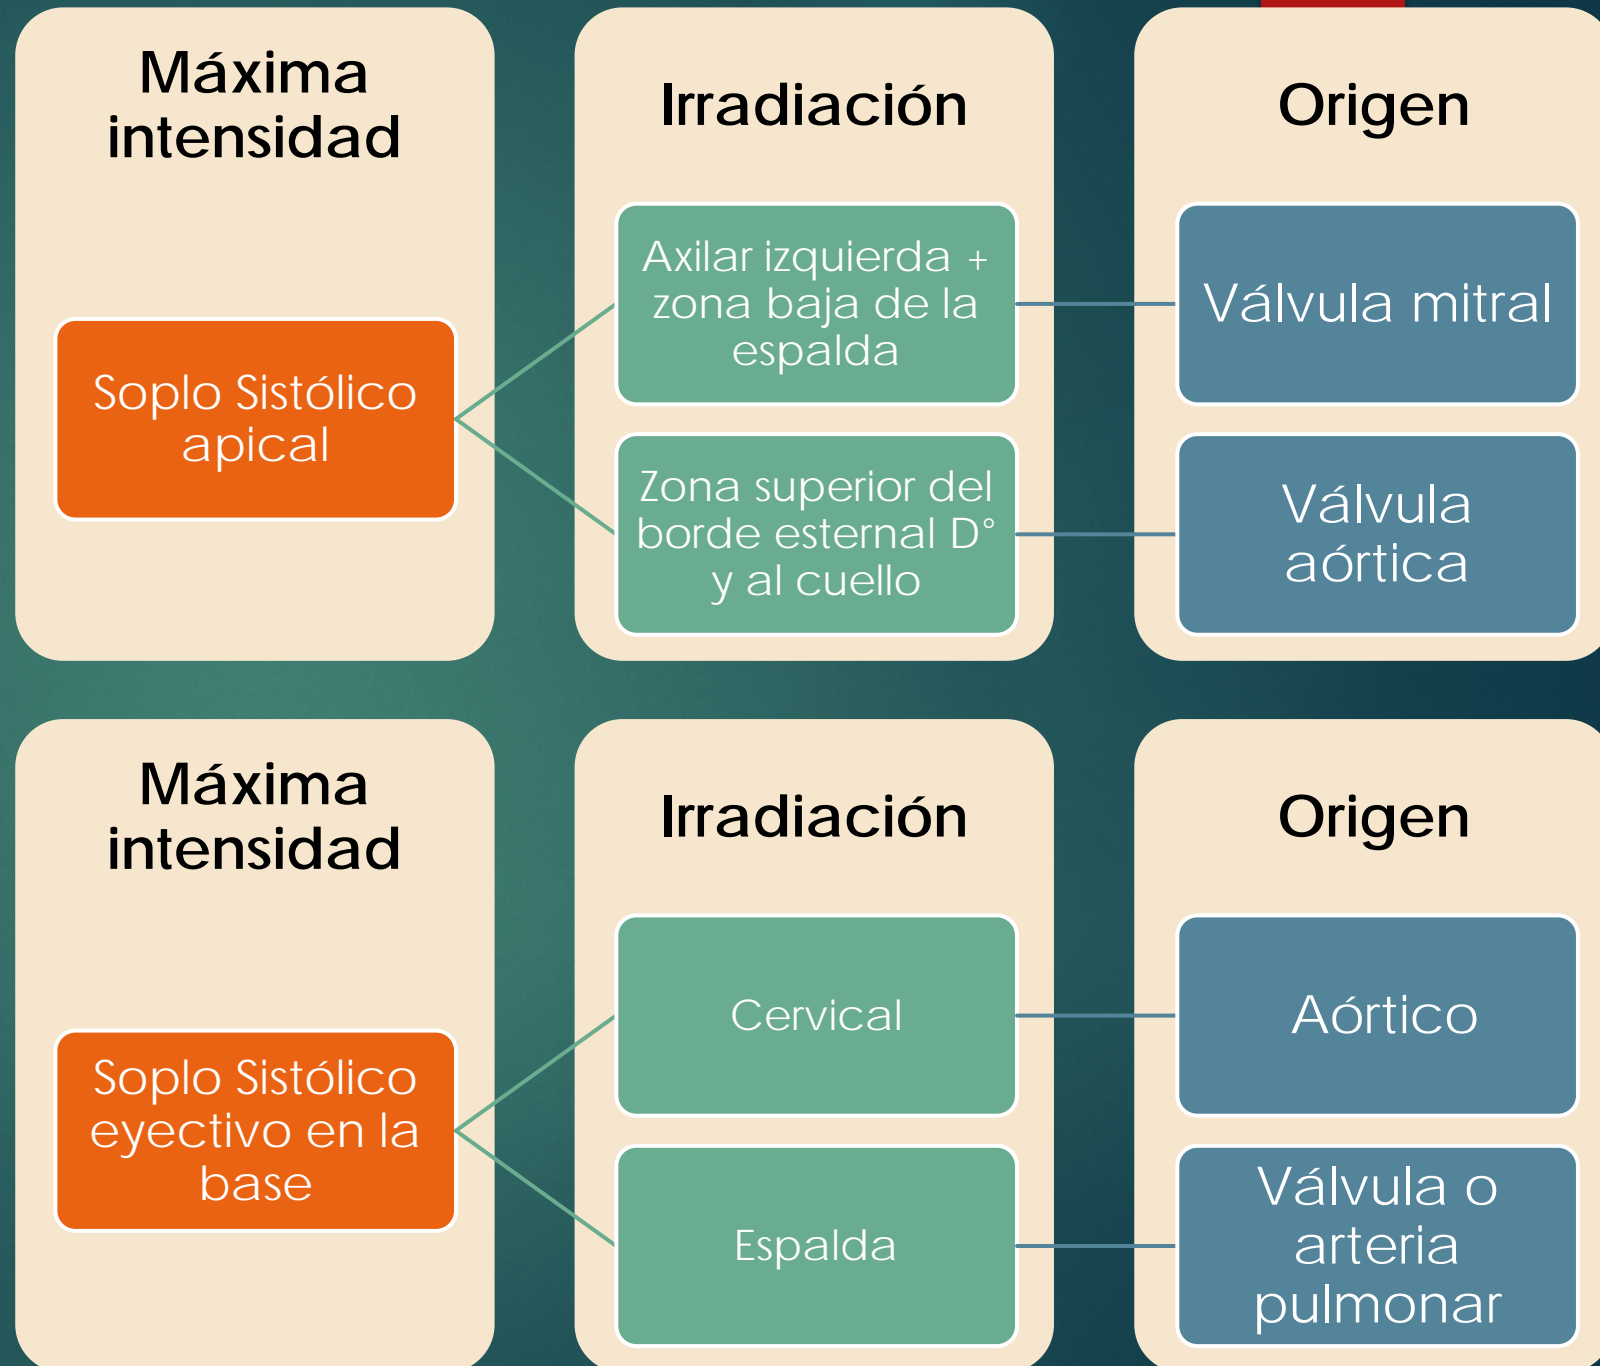 Máxima
intensidad
Irradiación
Origen
Soplo Sistólico
apical
Axilar izquierda +
zona baja de la
espalda
Válvula mitral
Zona superior del
borde esternal D°
y al cuello
Válvula
aórtica
Máxima
intensidad
Irradiación
Origen
Soplo Sistólico
eyectivo en la
base
Cervical
Aórtico
Espalda
Válvula o
arteria
pulmonar